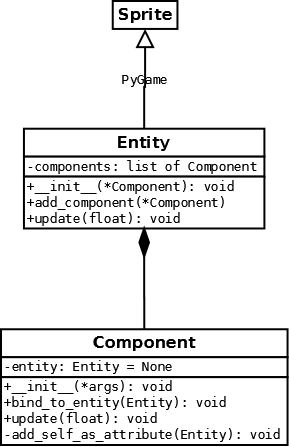 Sprite
PyGame
Entity
-components: list of Component
+__init__(*Component): void
+add_component(*Component)
+update(float): void
Component
-entity: Entity = None
+__init__(*args): void
+bind_to_entity(Entity): void
+update(float): void
-add_self_as_attribute(Entity): void